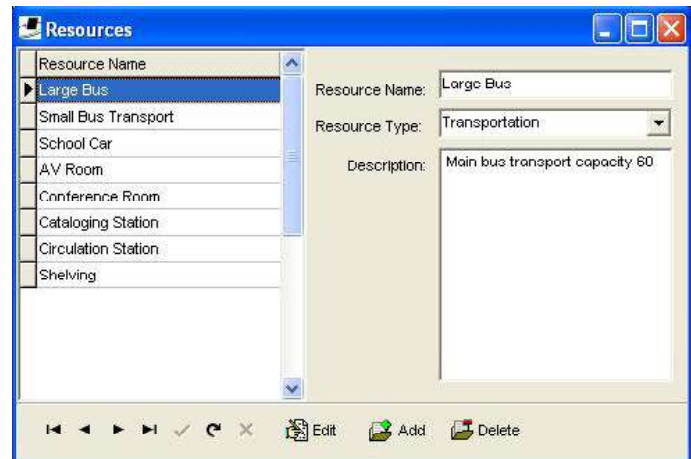 Resources
Resource Name
Large Bus
Small Bus Transport
School Car
AV Room
Conference Room
Cataloging Station
Circulation Station
Shelving
Resource Name: Large Bus
Resource Type: Transportation
Description: Main bus transport capacity 60
Edit Add Delete